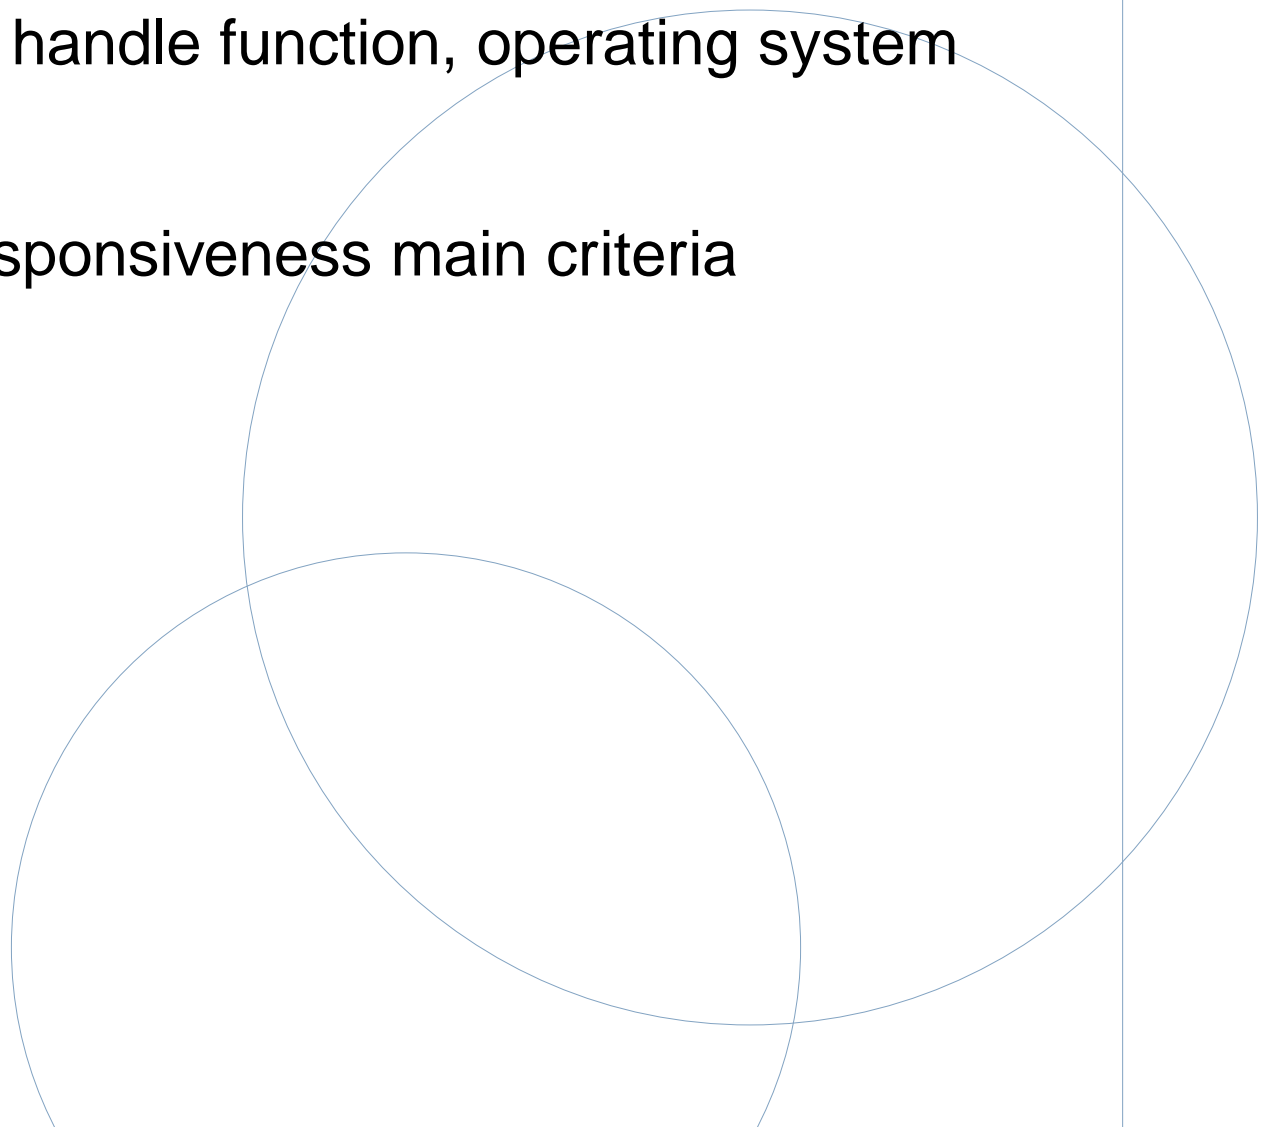 handle function, operating system
sponsiveness main criteria